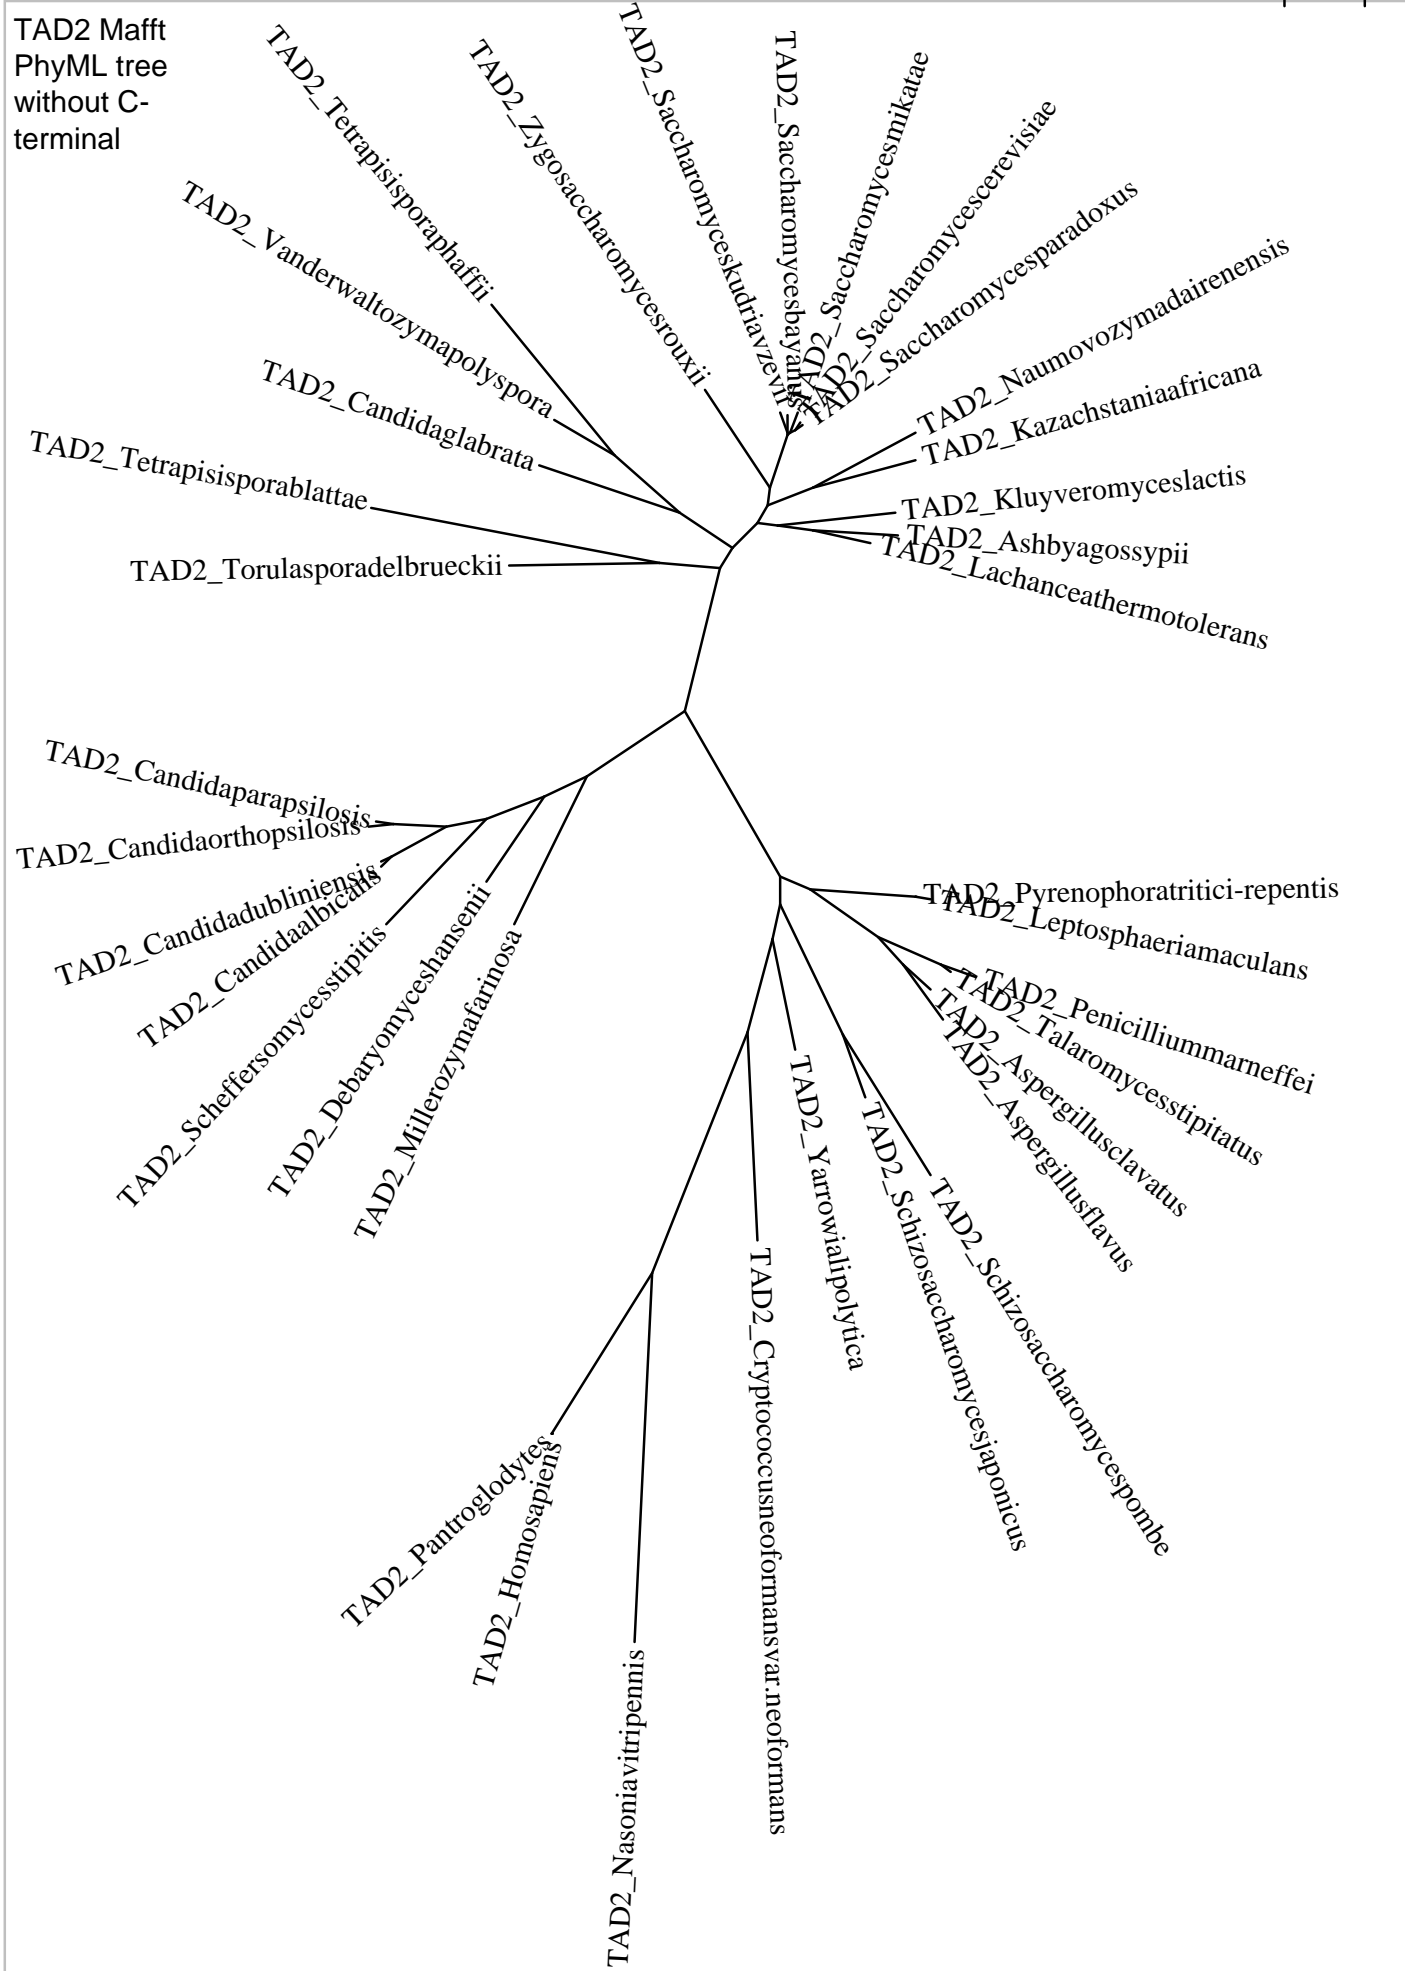 TAD2 Mafft
PhyML tree
without C-
terminal
TAD2_Tetrapisisporaphaffii
TAD2_Zygosaccharomycesrouxii
TAD2_Saccharomyceskudriavzevii
TAD2_Saccharomycesbayanus
TAD2_Saccharomycesmikatae
TAD2_Saccharomycescerevisiae
TAD2_Saccharomycesparadoxus
TAD2_Naumovozymadairenensis
TAD2_Kazachstaniaafricana
TAD2_Kluyveromyceslactis
TAD2_Ashbyagossypii
TAD2_Lachanceathermotolerans
TAD2_Vanderwaltozymapolyspora
TAD2_Candidaglabrata
TAD2_Tetrapisisporablattae
TAD2_Torulasporadelbrueckii
TAD2_Candidaparapsilosis
TAD2_Candidaorthopsilosis
TAD2_Candidadubliniensis
TAD2_Candidaalbicans
TAD2_Scheffersomycesstipitis
TAD2_Debaryomyceshansenii
TAD2_Millerozymafarinosa
TAD2_Pyrenophoratritici-repentis
TAD2_Leptosphaeriamaculans
TAD2_Penicilliummarneffei
TAD2_Talaromycesstipitatus
TAD2_Aspergillusclavatus
TAD2_Aspergillusflavus
TAD2_Schizosaccharomycespombe
TAD2_Schizosaccharomycesjaponicus
TAD2_Yarrowialipolytica
TAD2_Cryptococcusneoformansvar.neoformans
TAD2_Pantroglodytes
TAD2_Homosapiens
TAD2_Nasoniavitripennis